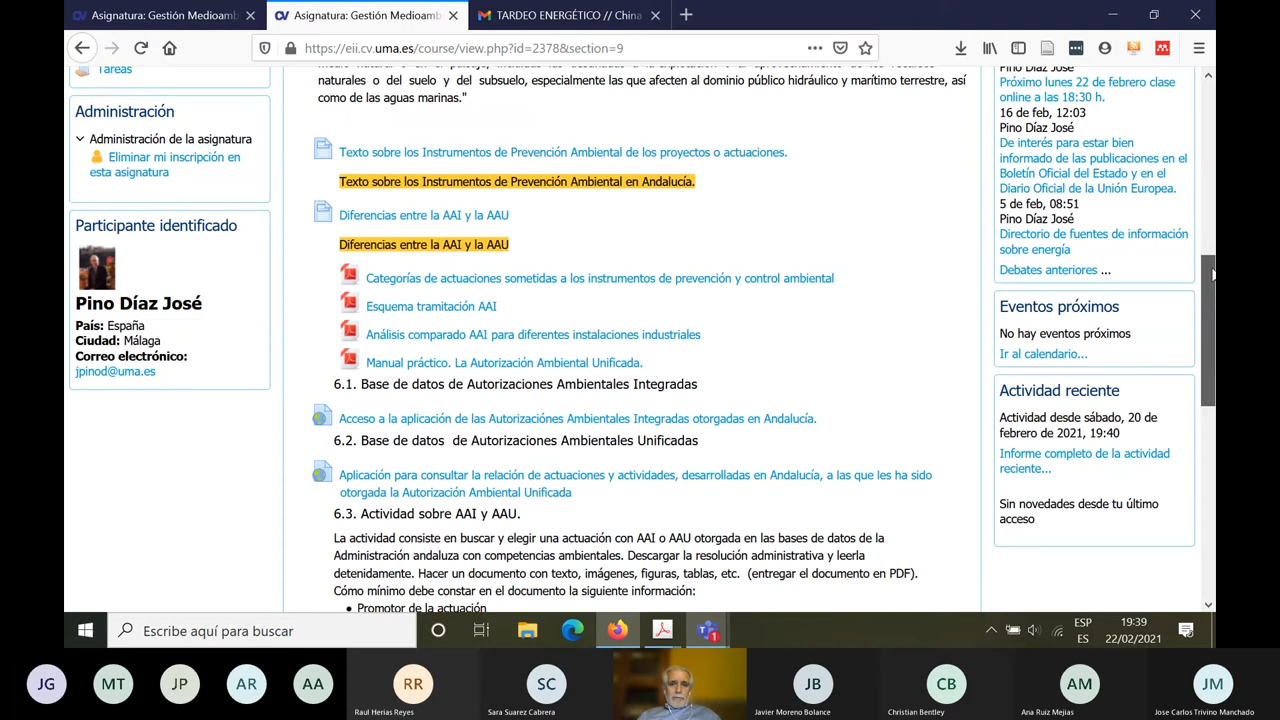 Asignatura: Gestión Medioamb
Asignatura: Gestión Medioamb
TARDEO ENERGÉTICO // China
https://eii.cv.uma.es/course/view.php?id=2378&section=9
Tareas
Administración
Administración de la asignatura
Eliminar mi inscripción en
esta asignatura
Participante identificado
Pino Díaz José
País: España
Ciudad: Málaga
Correo electrónico:
jpinod@uma.es
naturales o del suelo y del subsuelo, especialmente las que afecten al dominio público hidráulico y marítimo terrestre, así
como de las aguas marinas."
Texto sobre los Instrumentos de Prevención Ambiental de los proyectos o actuaciones.
Texto sobre los Instrumentos de Prevención Ambiental en Andalucía.
Diferencias entre la AAI y la AAU
Diferencias entre la AAI y la AAU
Categorías de actuaciones sometidas a los instrumentos de prevención y control ambiental
Esquema tramitación AAI
Análisis comparado AAI para diferentes instalaciones industriales
Manual práctico. La Autorización Ambiental Unificada.
6.1. Base de datos de Autorizaciones Ambientales Integradas
Acceso a la aplicación de las Autorizaciónes Ambientales Integradas otorgadas en Andalucía.
6.2. Base de datos de Autorizaciones Ambientales Unificadas
Aplicación para consultar la relación de actuaciones y actividades, desarrolladas en Andalucía, a las que les ha sido
otorgada la Autorización Ambiental Unificada
6.3. Actividad sobre AAI y AAU.
La actividad consiste en buscar y elegir una actuación con AAI o AAU otorgada en las bases de datos de la
Administración andaluza con competencias ambientales. Descargar la resolución administrativa y leerla
detenidamente. Hacer un documento con texto, imágenes, figuras, tablas, etc. (entregar el documento en PDF).
Cómo mínimo debe constar en el documento la siguiente información:
• Promotor de la actuación
Pino Díaz José
Próximo lunes 22 de febrero clase
online a las 18:30 h.
16 de feb, 12:03
Pino Díaz José
De interés para estar bien
informado de las publicaciones en el
Boletín Oficial del Estado y en el
Diario Oficial de la Unión Europea.
5 de feb, 08:51
Pino Díaz José
Directorio de fuentes de información
sobre energía
Debates anteriores ...
Eventos próximos
No hay eventos próximos
Ir al calendario...
Actividad reciente
Actividad desde sábado, 20 de
febrero de 2021, 19:40
Informe completo de la actividad
reciente...
Sin novedades desde tu último
acceso
Escribe aquí para buscar
1
ESP
ES
19:39
22/02/2021
JG
MT
JP
AR
AA
RR
Raul Herias Reyes
SC
Sara Suarez Cabrera
JB
Javier Moreno Bolance
CB
Christian Bentley
AM
Ana Ruiz Mejias
JM
Jose Carlos Trivino Manchado